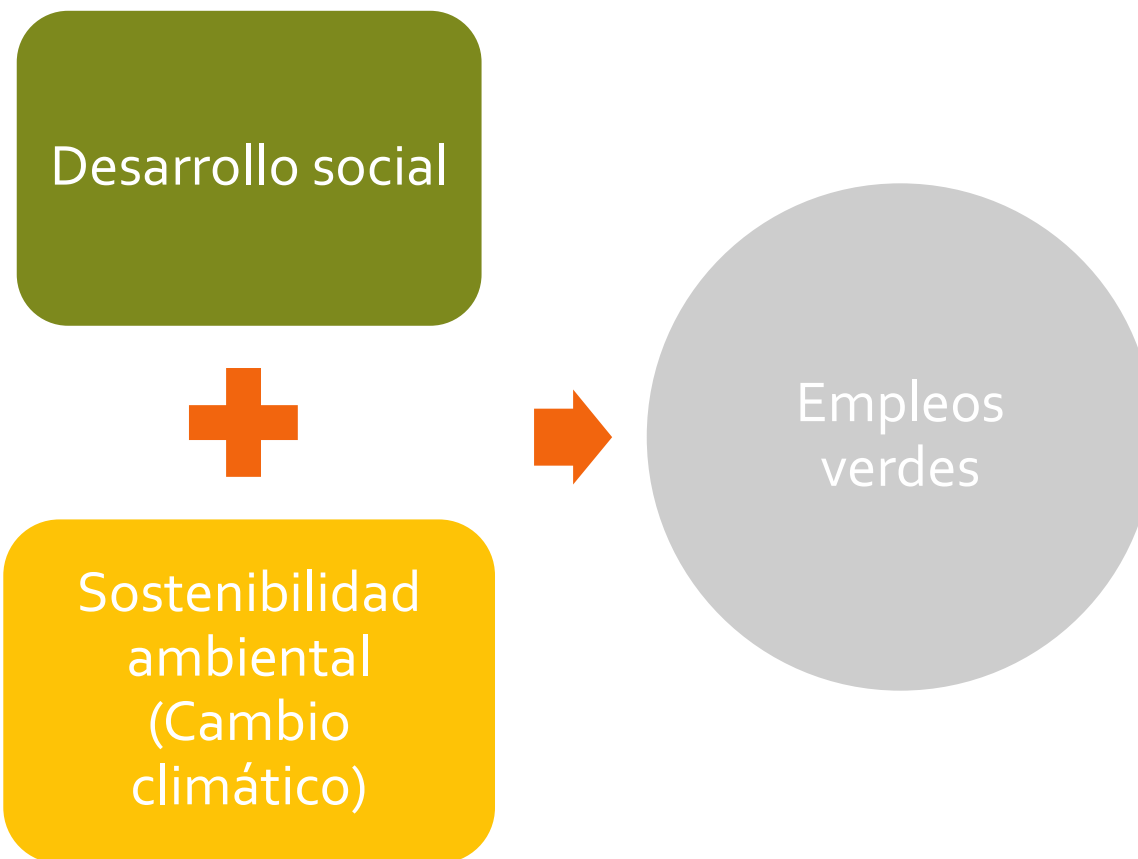 Desarrollo social
Sostenibilidad
ambiental
(Cambio
climático)
Empleos
verdes